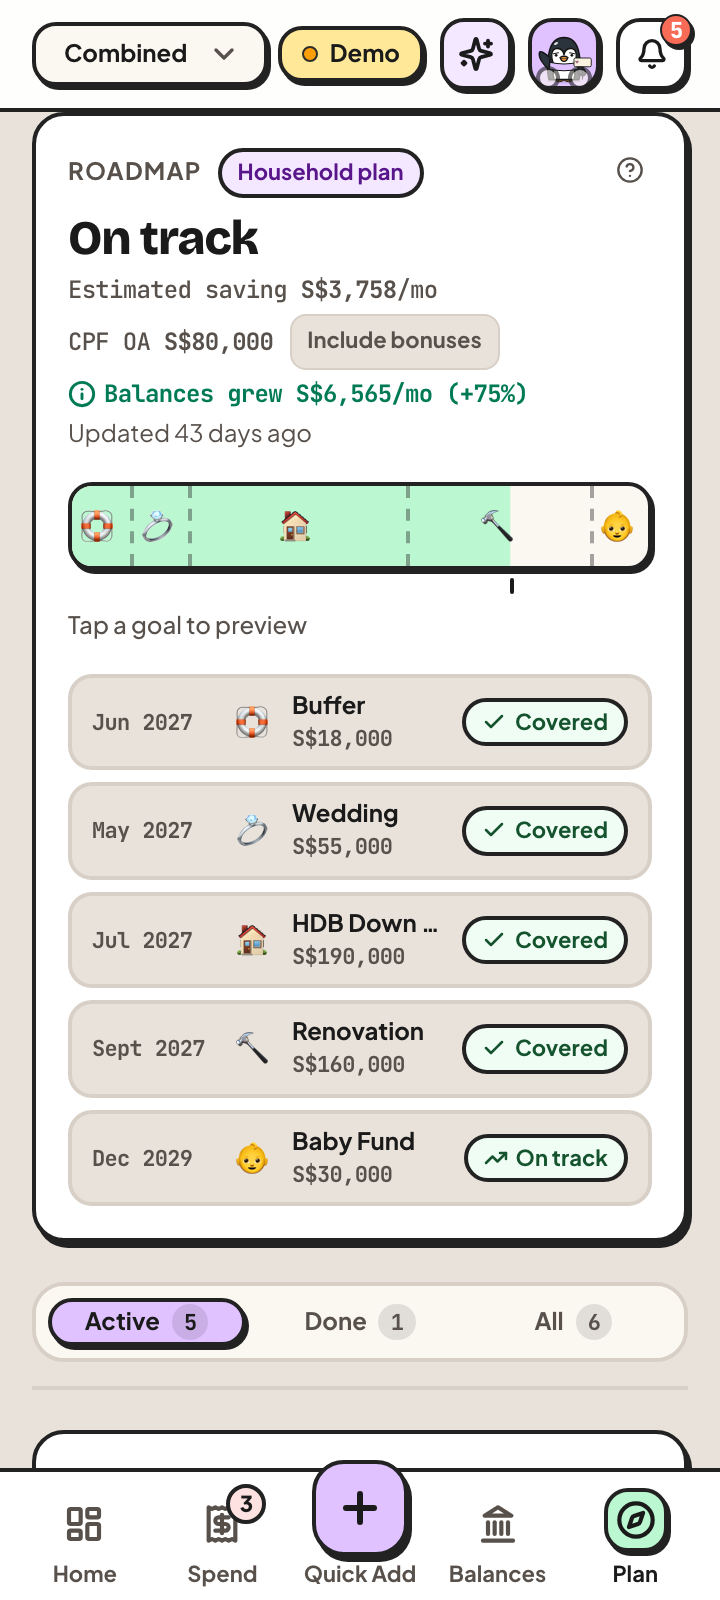 Combined
Demo
5
ROADMAP
Household plan
On track
Estimated saving S$3,758/mo
CPF OA S$80,000
Include bonuses
Balances grew S$6,565/mo (+75%)
Updated 43 days ago
Tap a goal to preview
Jun 2027
Buffer
S$18,000
Covered
May 2027
Wedding
S$55,000
Covered
Jul 2027
HDB Down ...
S$190,000
Covered
Sept 2027
Renovation
S$160,000
Covered
Dec 2029
Baby Fund
S$30,000
On track
Active 5
Done 1
All 6
3
Home
Spend
Quick Add
Balances
Plan